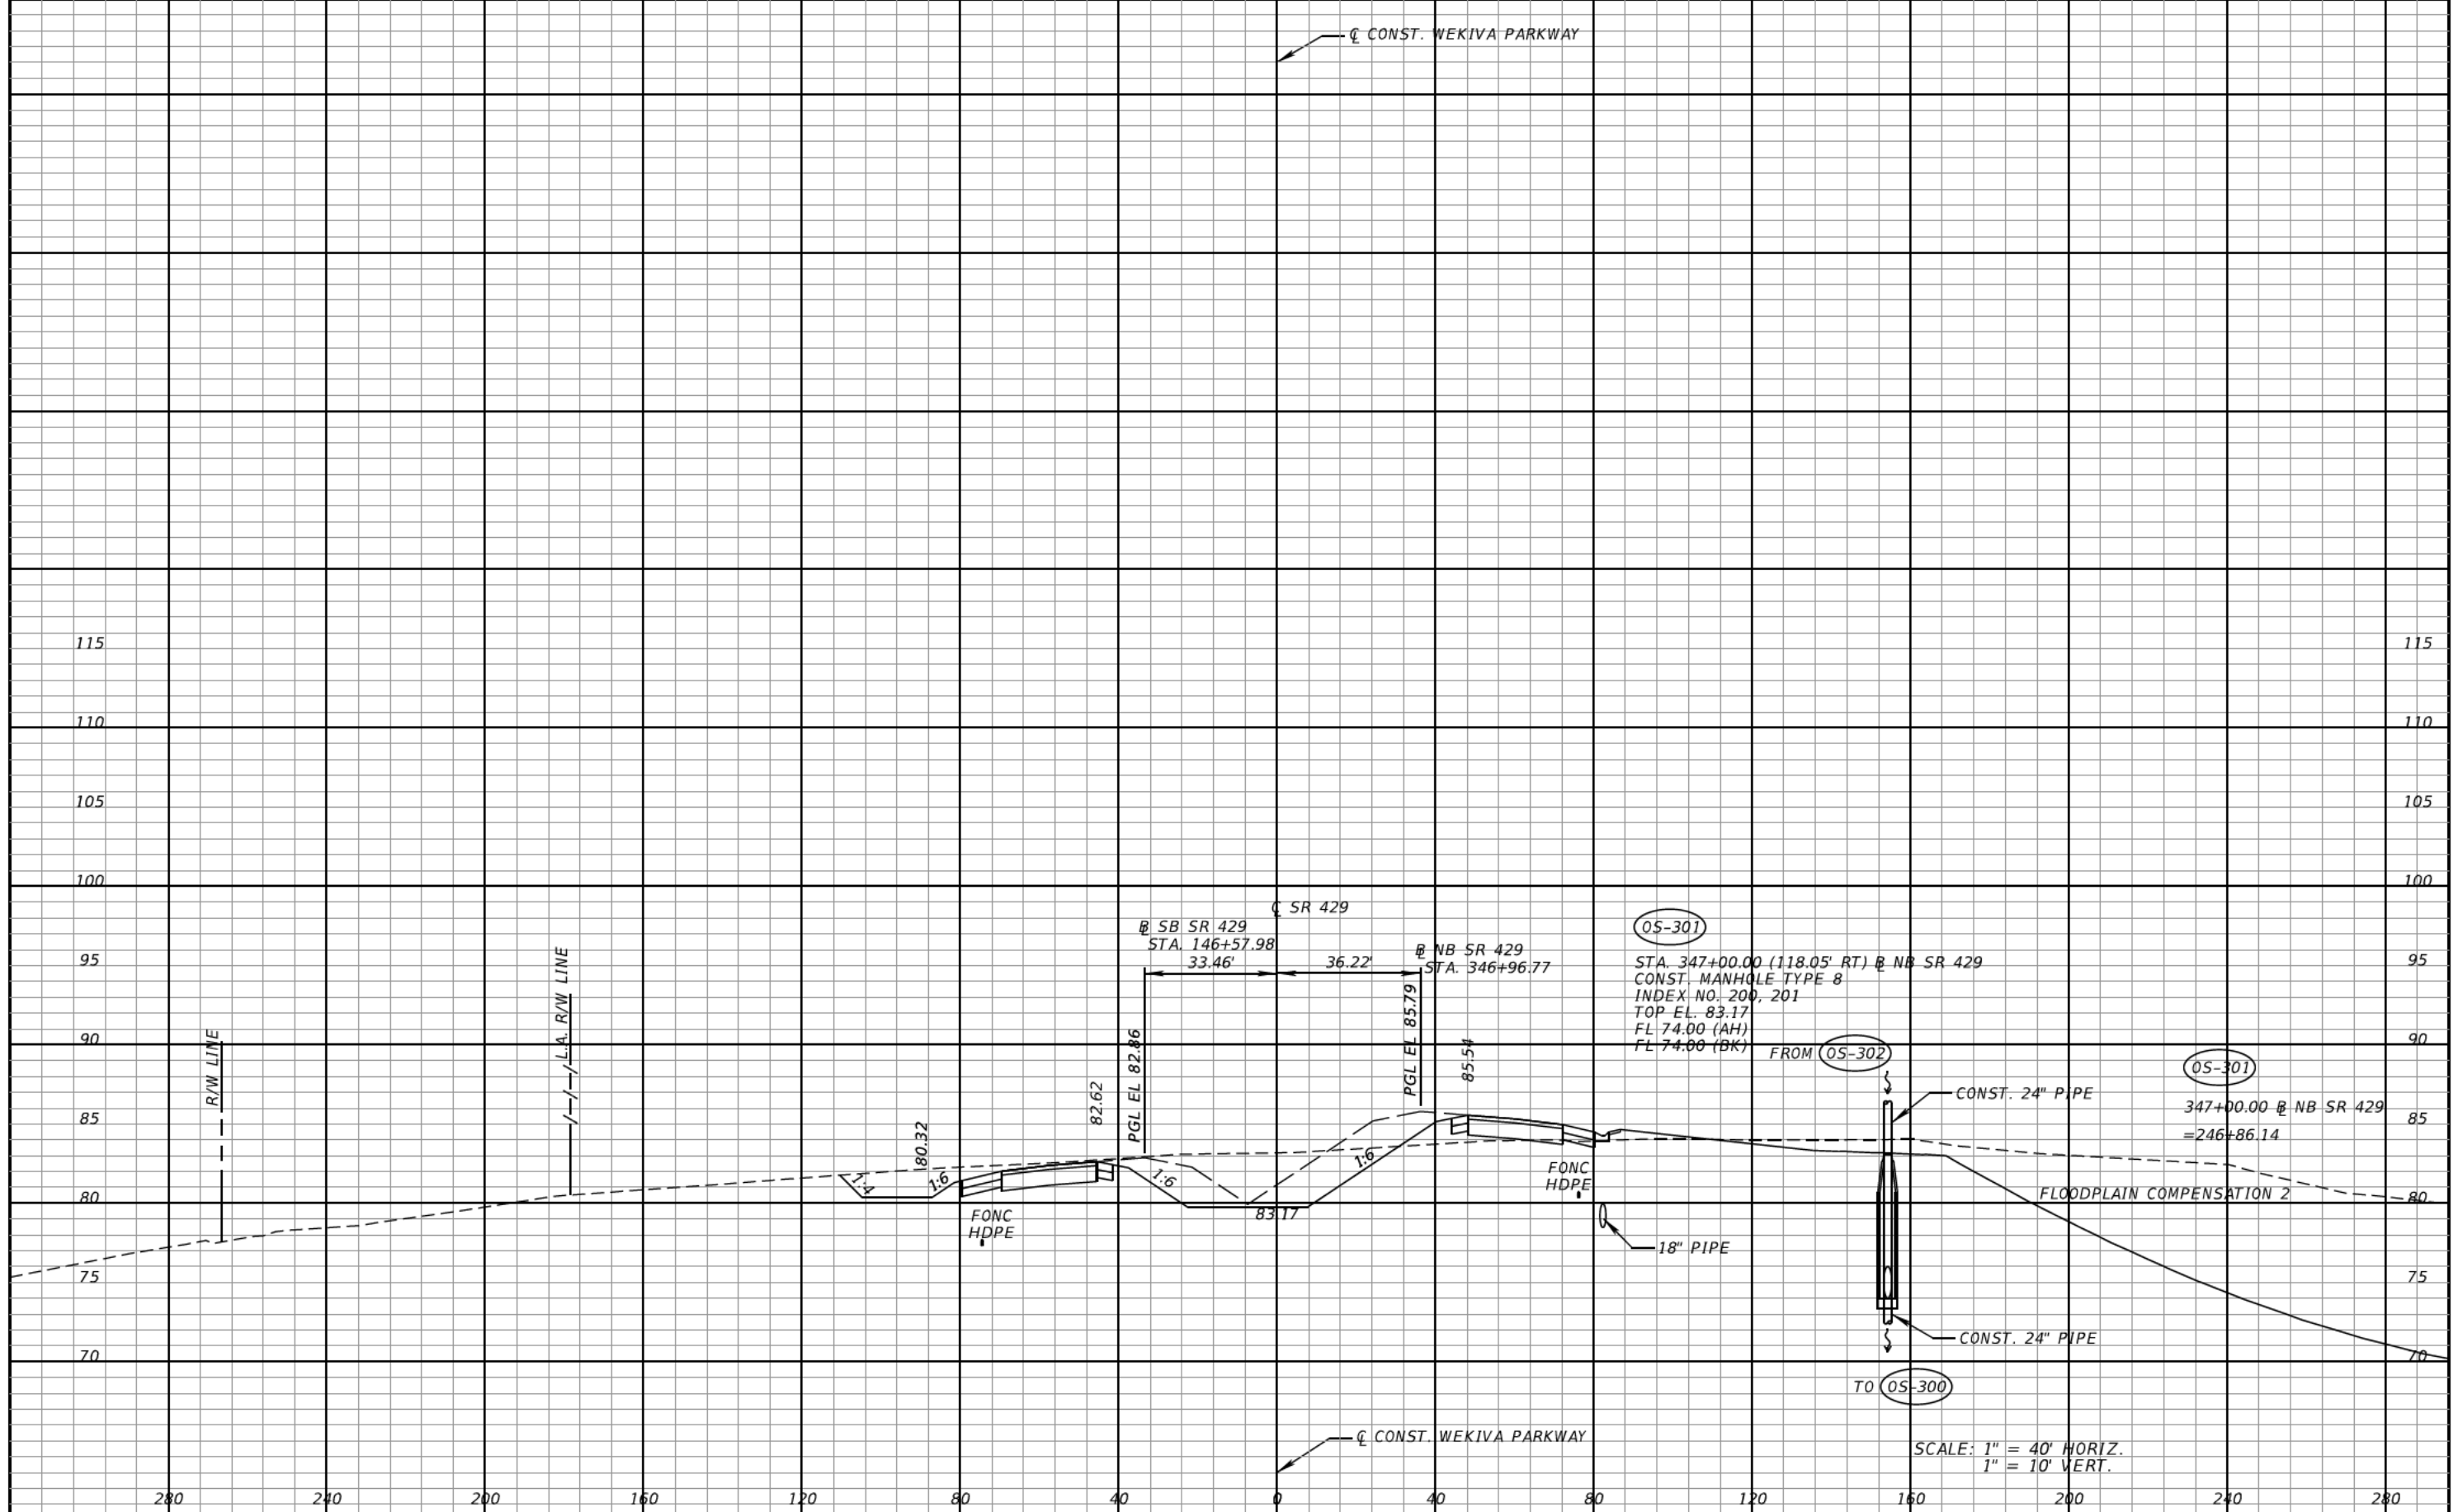 ℄ CONST. WEKIVA PARKWAY
115 115
110 110
105 105
100 100
℄ SR 429
OS-301
B̲L̲ SB SR 429
STA. 146+57.98
33.46'
36.22'
B̲L̲ NB SR 429
STA. 346+96.77
95 95
STA. 347+00.00 (118.05' RT) B̲L̲ NB SR 429
CONST. MANHOLE TYPE 8
INDEX NO. 200, 201
TOP EL. 83.17
FL 74.00 (AH)
FL 74.00 (BK)
R/W LINE
L.A. R/W LINE
90 90
FROM OS-302
OS-301
80.32
82.62
PGL EL 82.86
PGL EL 85.79
85.54
CONST. 24" PIPE
347+00.00 B̲L̲ NB SR 429
=246+86.14
85 85
1:4
1:6
1:6
1:6
FONC
HDPE
80 80
FLOODPLAIN COMPENSATION 2
83.17
FONC
HDPE
18" PIPE
75 75
CONST. 24" PIPE
70 70
TO OS-300
℄ CONST. WEKIVA PARKWAY
SCALE: 1" = 40' HORIZ.
1" = 10' VERT.
280 240 200 160 120 80 40 0 40 80 120 160 200 240 280